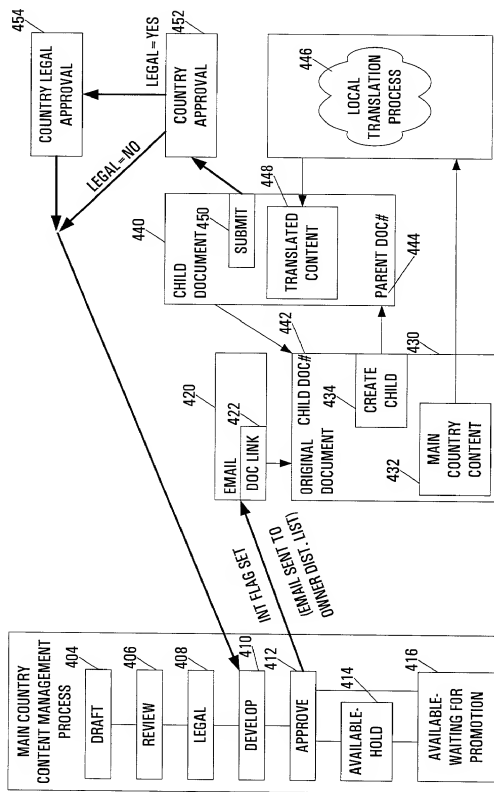 MAIN COUNTRY
CONTENT MANAGEMENT
PROCESS
404
DRAFT
406
REVIEW
408
LEGAL
410
DEVELOP
412
APPROVE
414
AVAILABLE-
HOLD
416
AVAILABLE-
WAITING FOR
PROMOTION
INT FLAG SET
(EMAIL SENT TO
OWNER DIST. LIST)
420
EMAIL
422
DOC LINK
ORIGINAL
DOCUMENT
CHILD DOC#
442
434
CREATE
CHILD
430
432
MAIN
COUNTRY
CONTENT
440
CHILD
DOCUMENT
450
SUBMIT
448
TRANSLATED
CONTENT
PARENT DOC#
444
446
LOCAL
TRANSLATION
PROCESS
452
COUNTRY
APPROVAL
LEGAL=YES
LEGAL=NO
454
COUNTRY LEGAL
APPROVAL